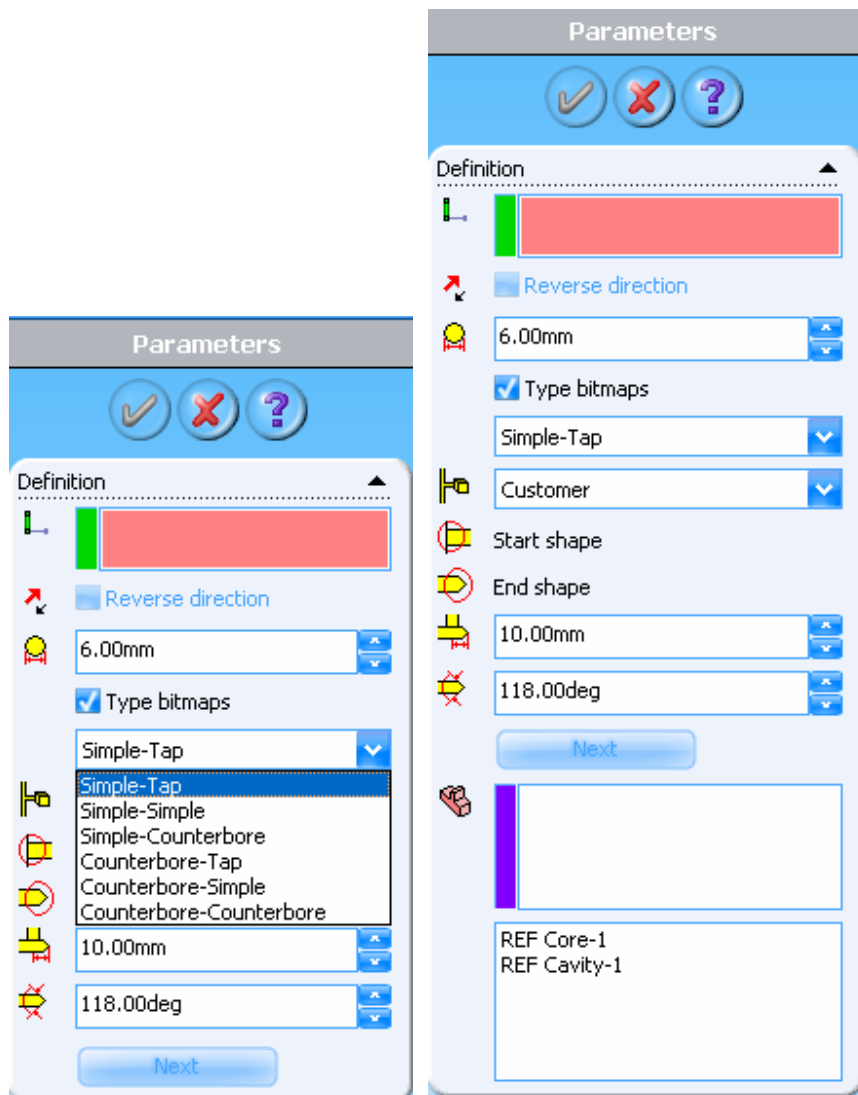 Parameters
?
Definition
Reverse direction
6.00mm
Type bitmaps
Simple-Tap
Simple-Tap
Simple-Simple
Simple-Counterbore
Counterbore-Tap
Counterbore-Simple
Counterbore-Counterbore
10.00mm
118.00deg
Next
Parameters
?
Definition
Reverse direction
6.00mm
Type bitmaps
Simple-Tap
Customer
Start shape
End shape
10.00mm
118.00deg
Next
REF Core-1
REF Cavity-1